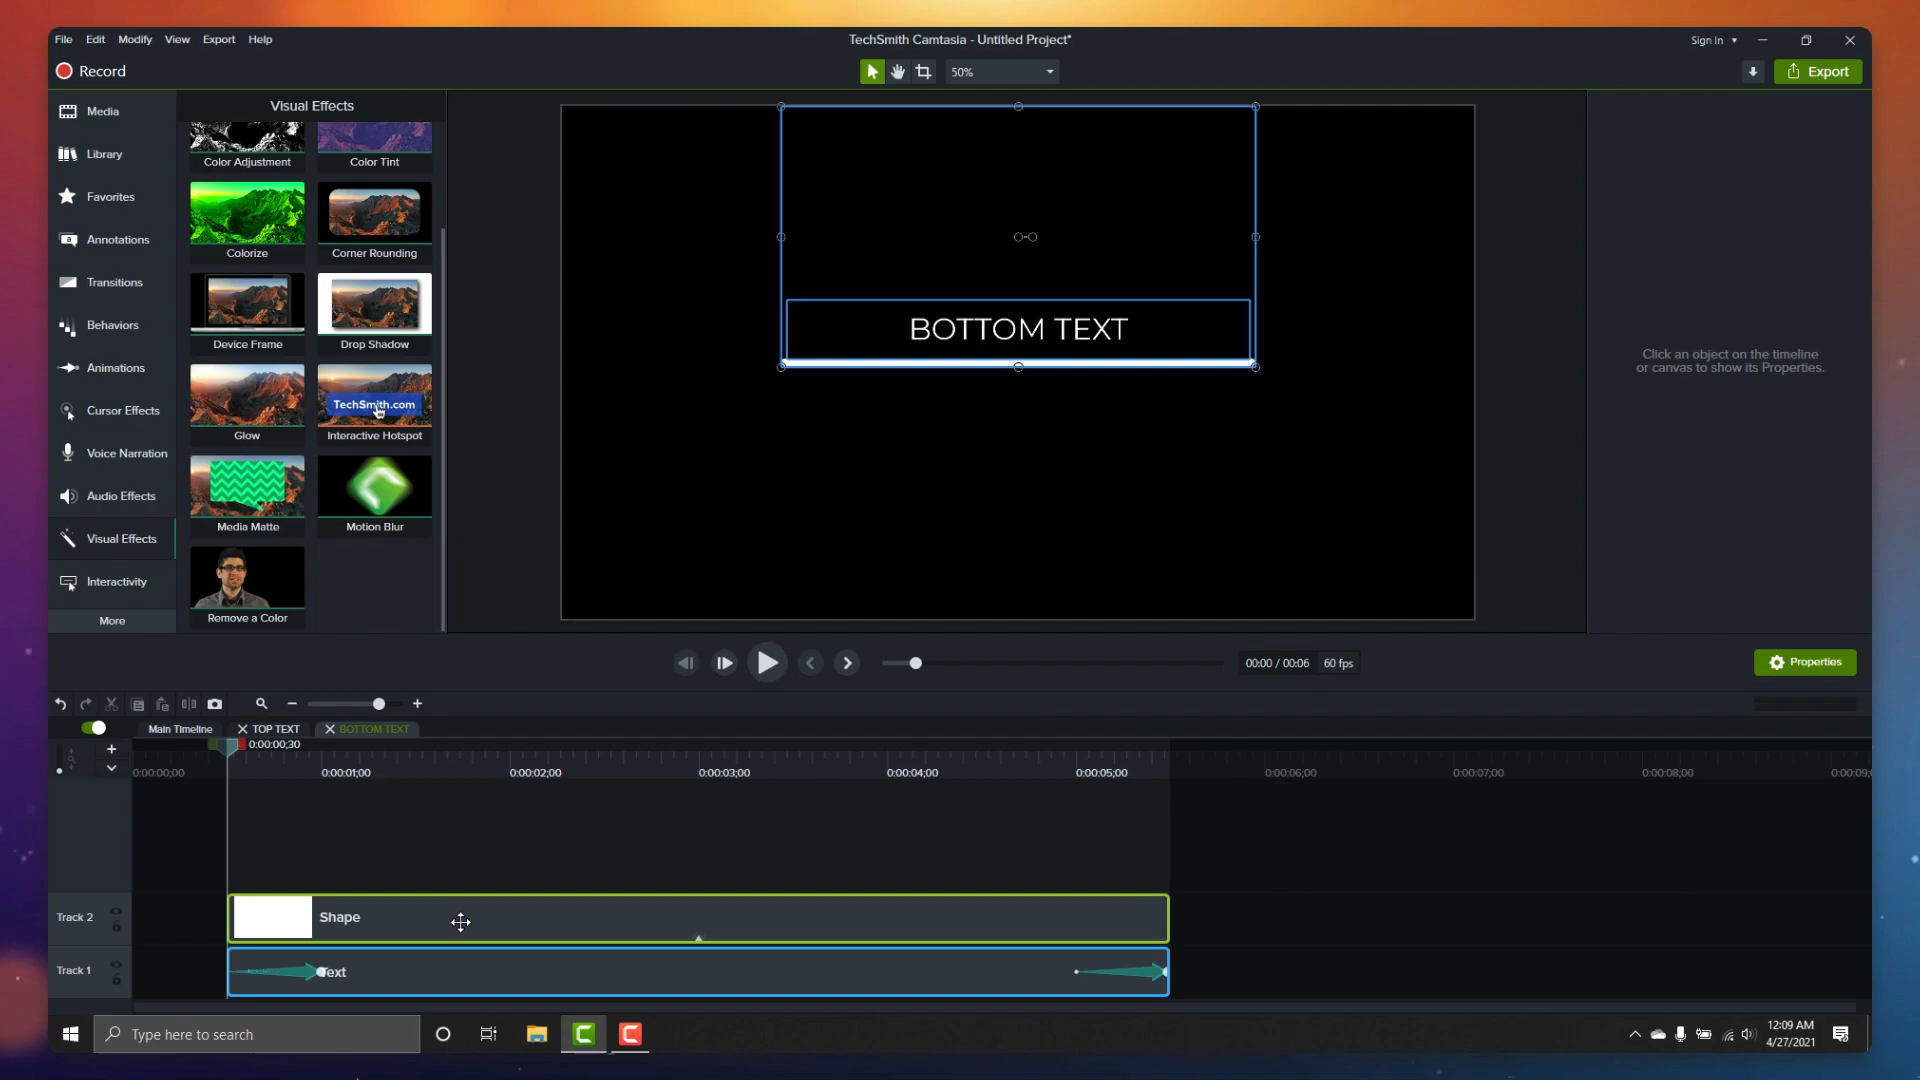 File Edit Modify View Export Help
TechSmith Camtasia - Untitled Project*
Sign In
Record
50%
Export
Media
Library
Favorites
Annotations
Transitions
Behaviors
Animations
Cursor Effects
Voice Narration
Audio Effects
Visual Effects
Interactivity
More
Visual Effects
Color Adjustment
Color Tint
Colorize
Corner Rounding
Device Frame
Drop Shadow
Glow
TechSmith.com
Interactive Hotspot
Media Matte
Motion Blur
Remove a Color
BOTTOM TEXT
Click an object on the timeline
or canvas to show its Properties.
00:00 / 00:06 60 fps
Properties
Main Timeline
TOP TEXT
BOTTOM TEXT
0:00:00;30
0:00:00;00 0:00:01;00 0:00:02;00 0:00:03;00 0:00:04;00 0:00:05;00 0:00:06;00 0:00:07;00 0:00:08;00 0:00:09;
Track 2
Shape
Track 1
Text
Type here to search
12:09 AM
4/27/2021